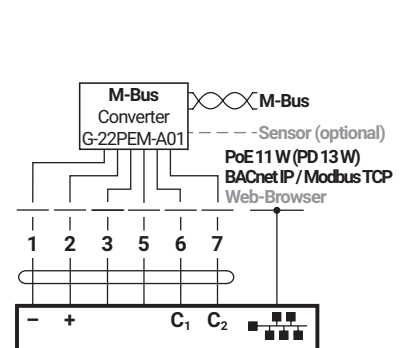 M-Bus
Converter
G-22PEM-A01
M-Bus
Sensor (optional)
PoE 11 W (PD 13 W)
BACnet IP / Modbus TCP
Web-Browser
1 2 3 5 6 7
– + C₁ C₂